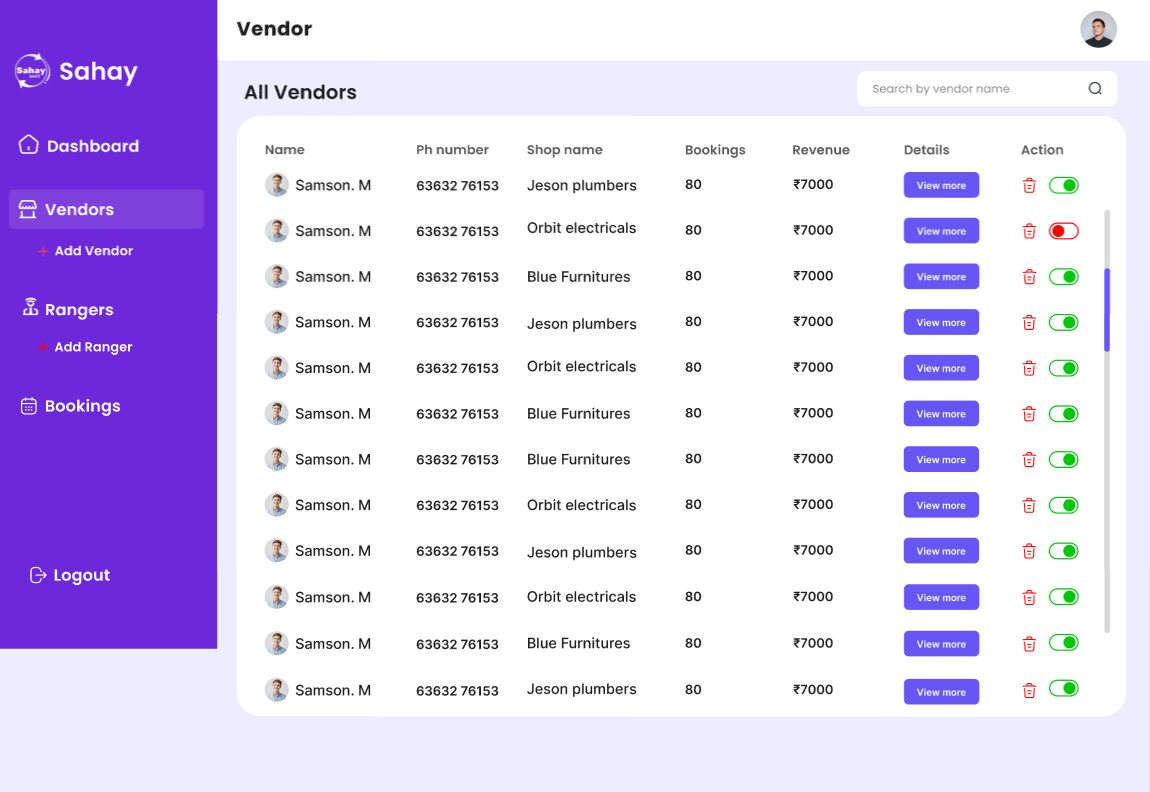 Vendor
Sahay
Sahay
All Vendors
Search by vendor name
Dashboard
Vendors
+ Add Vendor
Rangers
+ Add Ranger
Bookings
Logout
Name Ph number Shop name Bookings Revenue Details Action
Samson. M 63632 76153 Jeson plumbers 80 ₹7000 View more
Samson. M 63632 76153 Orbit electricals 80 ₹7000 View more
Samson. M 63632 76153 Blue Furnitures 80 ₹7000 View more
Samson. M 63632 76153 Jeson plumbers 80 ₹7000 View more
Samson. M 63632 76153 Orbit electricals 80 ₹7000 View more
Samson. M 63632 76153 Blue Furnitures 80 ₹7000 View more
Samson. M 63632 76153 Blue Furnitures 80 ₹7000 View more
Samson. M 63632 76153 Orbit electricals 80 ₹7000 View more
Samson. M 63632 76153 Jeson plumbers 80 ₹7000 View more
Samson. M 63632 76153 Orbit electricals 80 ₹7000 View more
Samson. M 63632 76153 Blue Furnitures 80 ₹7000 View more
Samson. M 63632 76153 Jeson plumbers 80 ₹7000 View more